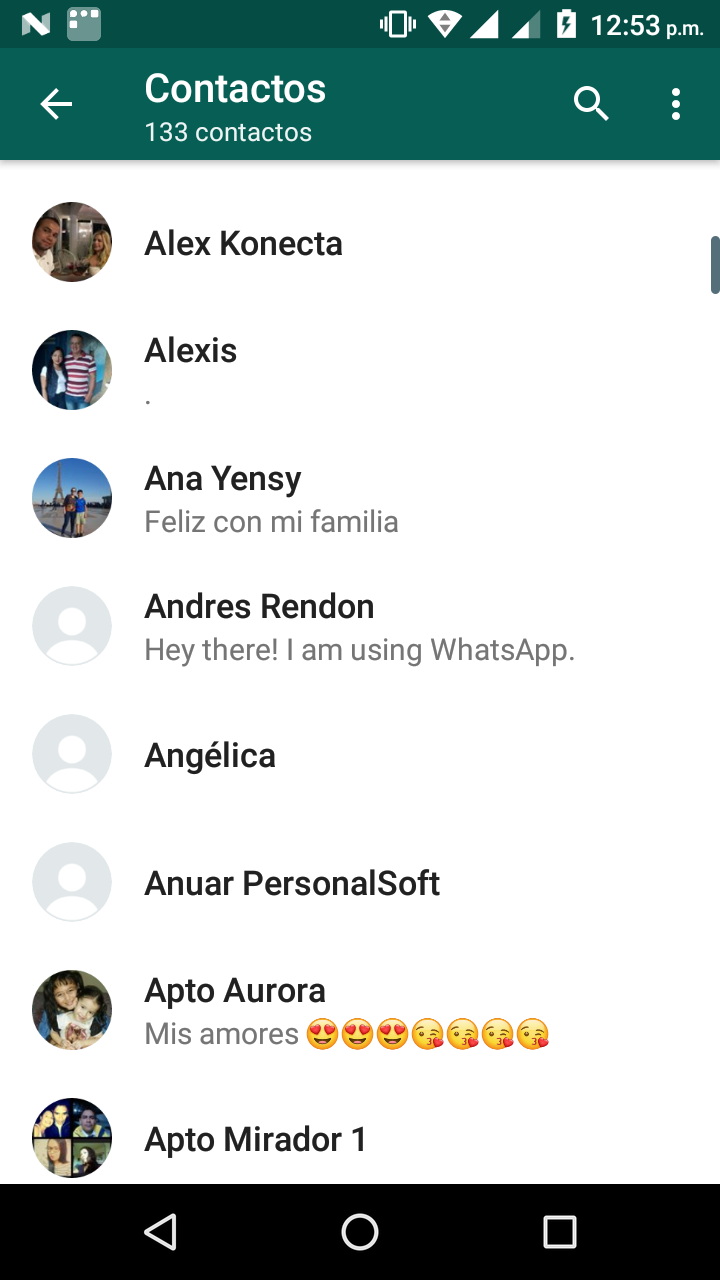 12:53 p.m.
Contactos
133 contactos
Alex Konecta
Alexis
.
Ana Yensy
Feliz con mi familia
Andres Rendon
Hey there! I am using WhatsApp.
Angélica
Anuar PersonalSoft
Apto Aurora
Mis amores 😍😍😍😘😘😘😘
Apto Mirador 1